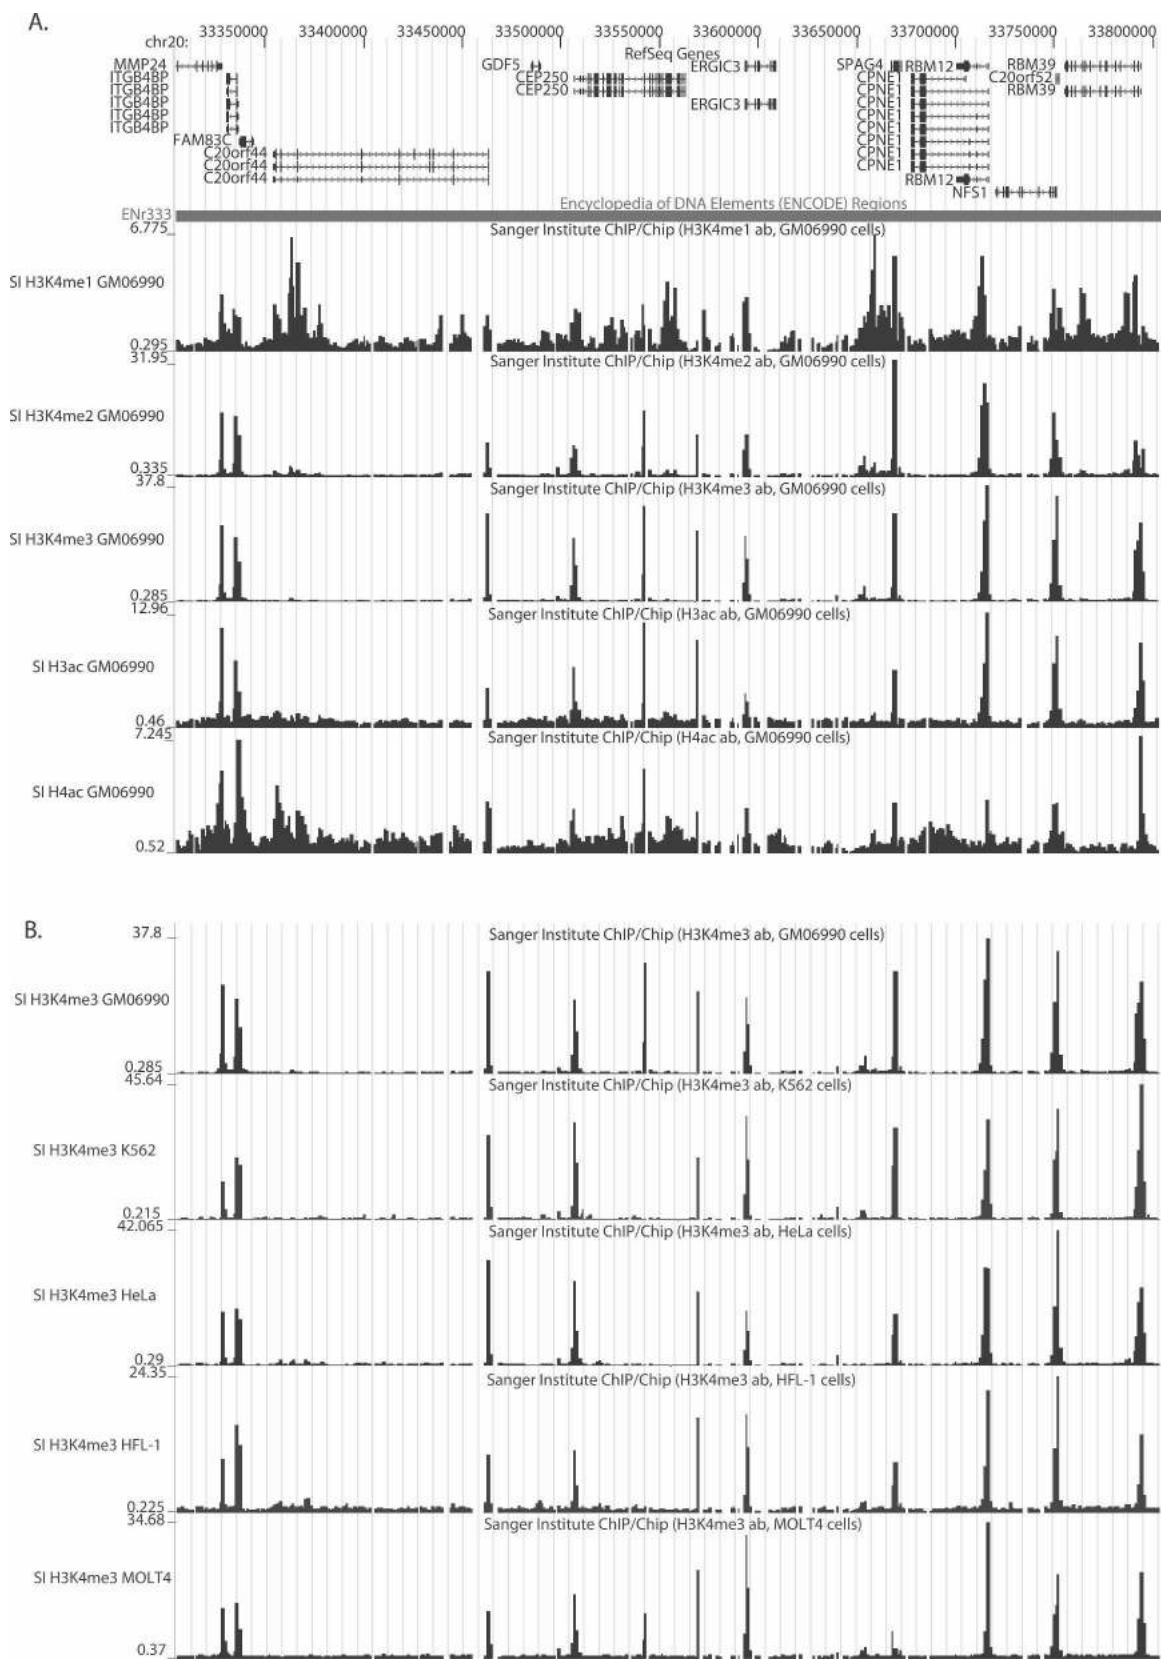 A.
chr20: 33350000 33400000 33450000 33500000 33550000 33600000 33650000 33700000 33750000 33800000
RefSeq Genes
MMP24 GDF5 ERGIC3 SPAG4 RBM12 RBM39
ITGB4BP CEP250 CPNE1 C20orf52
ITGB4BP CEP250 CPNE1 RBM39
ITGB4BP ERGIC3 CPNE1
ITGB4BP CPNE1
ITGB4BP CPNE1
FAM83C CPNE1
C20orf44 CPNE1
C20orf44 CPNE1
C20orf44 RBM12
NFS1
Encyclopedia of DNA Elements (ENCODE) Regions
ENr333
6.775 Sanger Institute ChIP/Chip (H3K4me1 ab, GM06990 cells)
SI H3K4me1 GM06990
0.295
31.95 Sanger Institute ChIP/Chip (H3K4me2 ab, GM06990 cells)
SI H3K4me2 GM06990
0.335
37.8 Sanger Institute ChIP/Chip (H3K4me3 ab, GM06990 cells)
SI H3K4me3 GM06990
0.285
12.96 Sanger Institute ChIP/Chip (H3ac ab, GM06990 cells)
SI H3ac GM06990
0.46
7.245 Sanger Institute ChIP/Chip (H4ac ab, GM06990 cells)
SI H4ac GM06990
0.52
B.
37.8 Sanger Institute ChIP/Chip (H3K4me3 ab, GM06990 cells)
SI H3K4me3 GM06990
0.285
45.64 Sanger Institute ChIP/Chip (H3K4me3 ab, K562 cells)
SI H3K4me3 K562
0.215
42.065 Sanger Institute ChIP/Chip (H3K4me3 ab, HeLa cells)
SI H3K4me3 HeLa
0.29
24.35 Sanger Institute ChIP/Chip (H3K4me3 ab, HFL-1 cells)
SI H3K4me3 HFL-1
0.225
34.68 Sanger Institute ChIP/Chip (H3K4me3 ab, MOLT4 cells)
SI H3K4me3 MOLT4
0.37